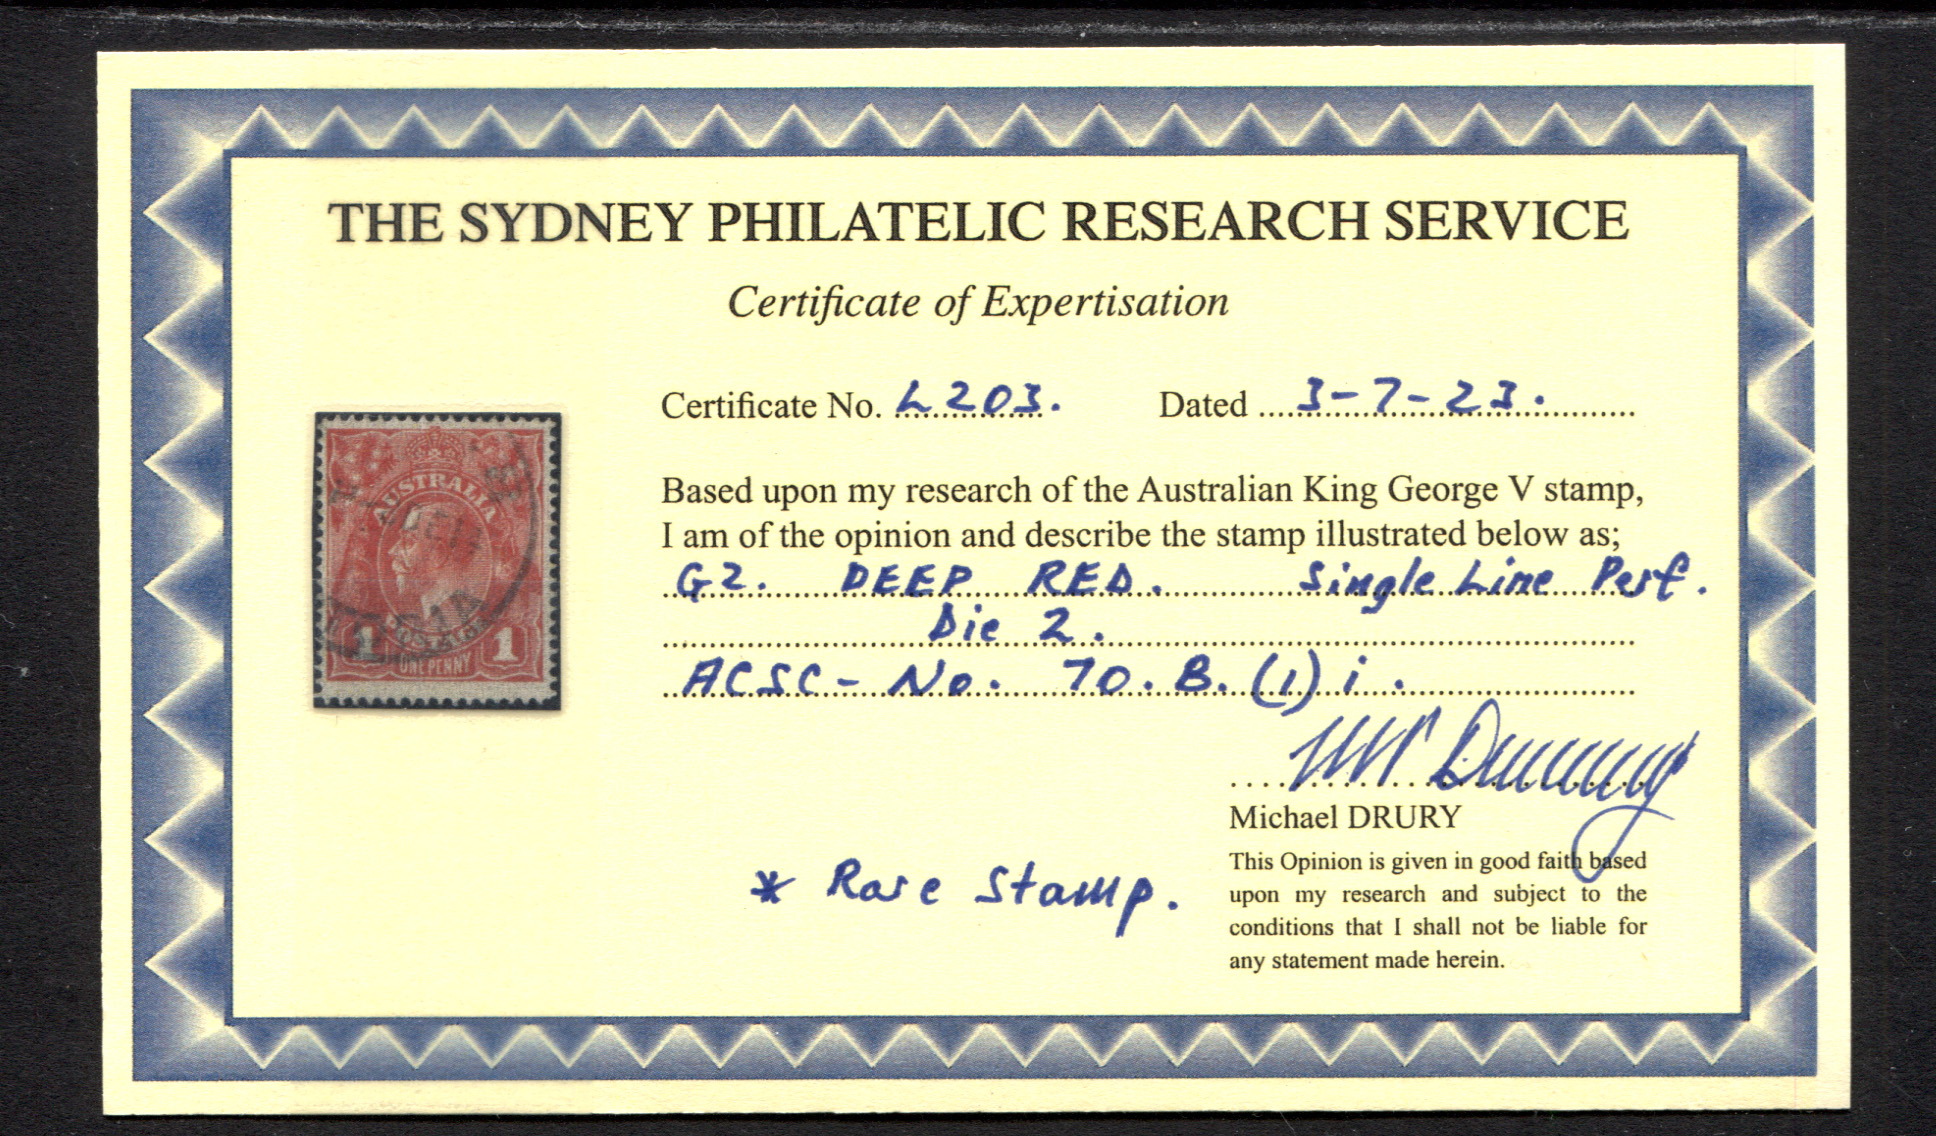 THE SYDNEY PHILATELIC RESEARCH SERVICE
Certificate of Expertisation
Certificate No. L203. Dated 3-7-23.
Based upon my research of the Australian King George V stamp,
I am of the opinion and describe the stamp illustrated below as;
G2. DEEP RED. Single Line Perf.
Die 2.
ACSC - No. 70.B.(1)i.
AUSTRALIA
1 POSTAGE 1
ONE PENNY
Michael DRURY
This Opinion is given in good faith based
upon my research and subject to the
conditions that I shall not be liable for
any statement made herein.
* Rare Stamp.